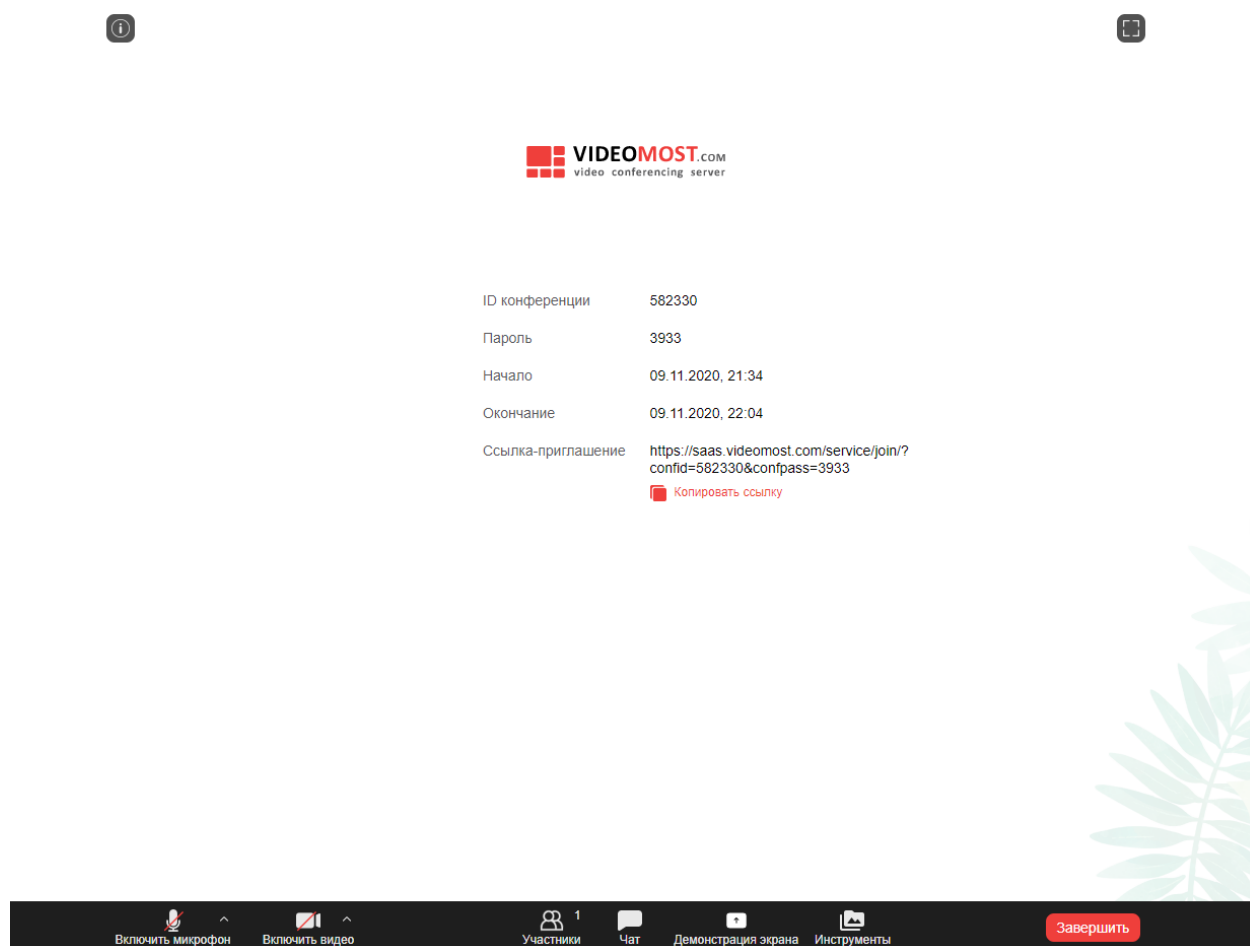 VIDEOMOST.COM
video conferencing server
ID конференции 582330
Пароль 3933
Начало 09.11.2020, 21:34
Окончание 09.11.2020, 22:04
Ссылка-приглашение https://saas.videomost.com/service/join/?
confid=582330&confpass=3933
Копировать ссылку
1
Включить микрофон Включить видео Участники Чат Демонстрация экрана Инструменты Завершить